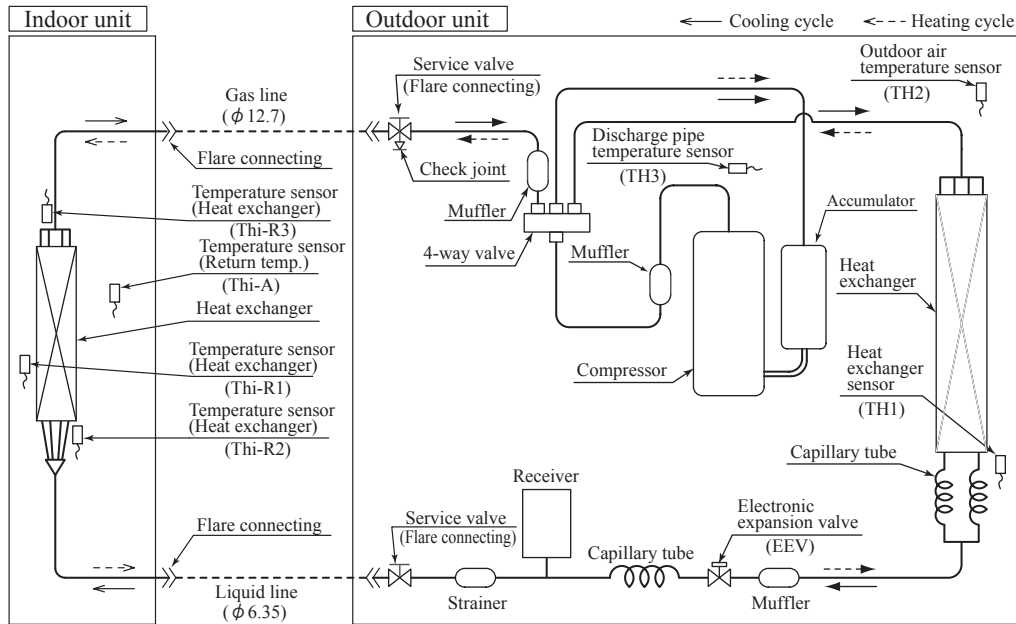 Indoor unit
Outdoor unit
Cooling cycle
Heating cycle
Gas line
(ϕ 12.7)
Flare connecting
Temperature sensor
(Heat exchanger)
(Thi-R3)
Temperature sensor
(Return temp.)
(Thi-A)
Heat exchanger
Temperature sensor
(Heat exchanger)
(Thi-R1)
Temperature sensor
(Heat exchanger)
(Thi-R2)
Flare connecting
Liquid line
(ϕ 6.35)
Service valve
(Flare connecting)
Check joint
Muffler
4-way valve
Discharge pipe
temperature sensor
(TH3)
Muffler
Compressor
Outdoor air
temperature sensor
(TH2)
Accumulator
Heat
exchanger
Heat
exchanger
sensor
(TH1)
Capillary tube
Receiver
Service valve
(Flare connecting)
Strainer
Capillary tube
Electronic
expansion valve
(EEV)
Muffler